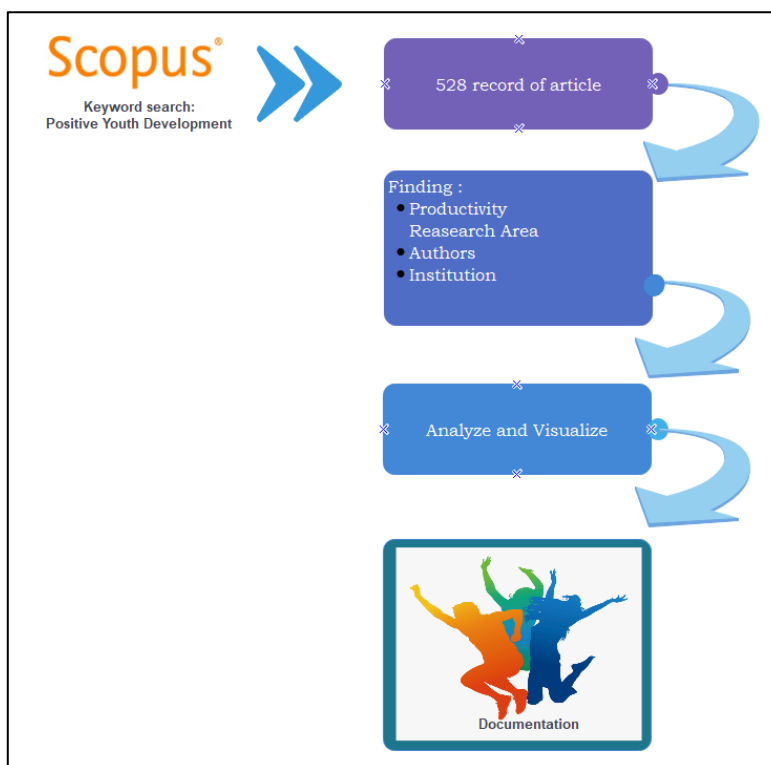 Scopus®
Keyword search:
Positive Youth Development
528 record of article
Finding :
• Productivity
Reasearch Area
• Authors
• Institution
Analyze and Visualize
Documentation